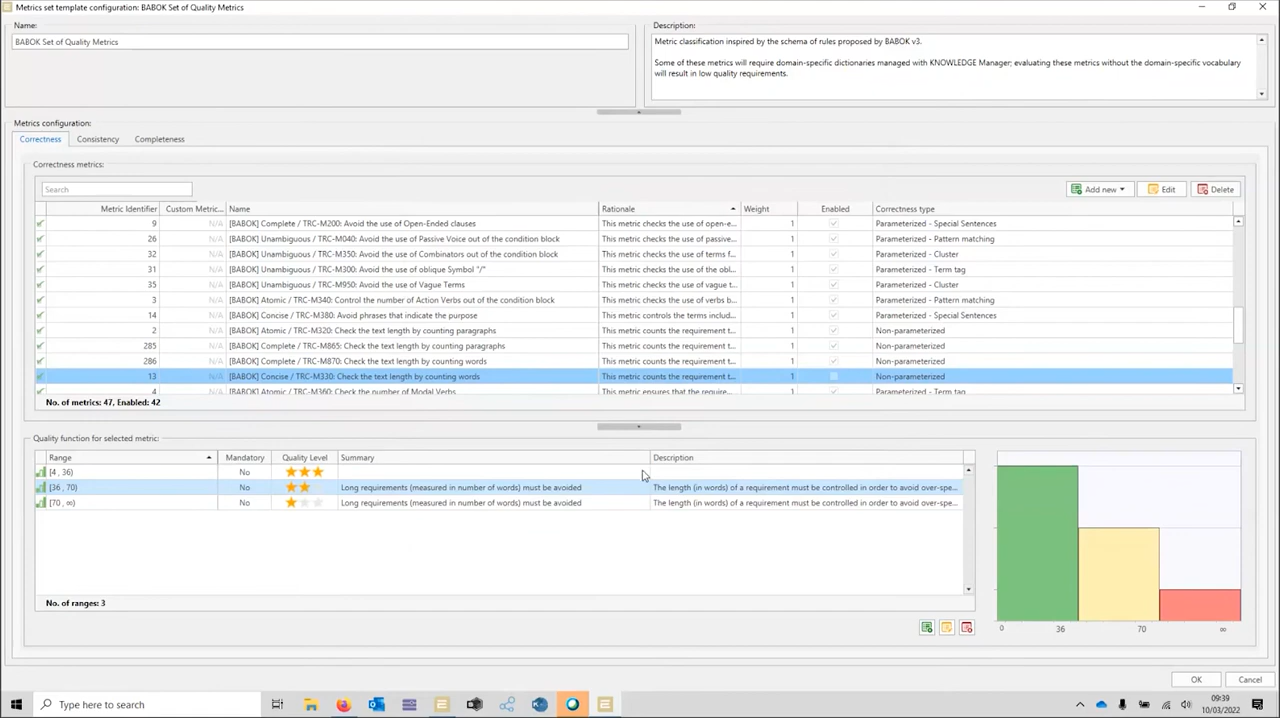 Metrics set template configuration: BABOK Set of Quality Metrics
Name:
BABOK Set of Quality Metrics
Description:
Metric classification inspired by the schema of rules proposed by BABOK v3.
Some of these metrics will require domain-specific dictionaries managed with KNOWLEDGE Manager; evaluating these metrics without the domain-specific vocabulary
will result in low quality requirements.
Metrics configuration:
Correctness Consistency Completeness
Correctness metrics:
Search Add new Edit Delete
Metric Identifier Custom Metric... Name Rationale Weight Enabled Correctness type
9 N/A [BABOK] Complete / TRC-M200: Avoid the use of Open-Ended clauses This metric checks the use of open-e... 1 Parameterized - Special Sentences
26 N/A [BABOK] Unambiguous / TRC-M040: Avoid the use of Passive Voice out of the condition block This metric checks the use of passive... 1 Parameterized - Pattern matching
32 N/A [BABOK] Unambiguous / TRC-M350: Avoid the use of Combinators out of the condition block This metric checks the use of terms f... 1 Parameterized - Cluster
31 N/A [BABOK] Unambiguous / TRC-M300: Avoid the use of oblique Symbol "/" This metric checks the use of the obl... 1 Parameterized - Term tag
35 N/A [BABOK] Unambiguous / TRC-M950: Avoid the use of Vague Terms This metric checks the use of vague t... 1 Parameterized - Cluster
3 N/A [BABOK] Atomic / TRC-M340: Control the number of Action Verbs out of the condition block This metric checks the use of verbs b... 1 Parameterized - Pattern matching
14 N/A [BABOK] Concise / TRC-M380: Avoid phrases that indicate the purpose This metric controls the terms includ... 1 Parameterized - Special Sentences
2 N/A [BABOK] Atomic / TRC-M320: Check the text length by counting paragraphs This metric counts the requirement t... 1 Non-parameterized
285 N/A [BABOK] Complete / TRC-M865: Check the text length by counting paragraphs This metric counts the requirement t... 1 Non-parameterized
286 N/A [BABOK] Complete / TRC-M870: Check the text length by counting words This metric counts the requirement t... 1 Non-parameterized
13 N/A [BABOK] Concise / TRC-M330: Check the text length by counting words This metric counts the requirement t... 1 Non-parameterized
4 N/A [BABOK] Atomic / TRC-M360: Check the number of Modal Verbs This metric ensures that the require... 1 Parameterized - Term tag
No. of metrics: 47, Enabled: 42
Quality function for selected metric:
Range Mandatory Quality Level Summary Description
[4 , 36) No
[36 , 70) No Long requirements (measured in number of words) must be avoided The length (in words) of a requirement must be controlled in order to avoid over-spe...
[70 , ∞) No Long requirements (measured in number of words) must be avoided The length (in words) of a requirement must be controlled in order to avoid over-spe...
No. of ranges: 3
0 36 70 ∞
OK Cancel
Type here to search
09:39
10/03/2022